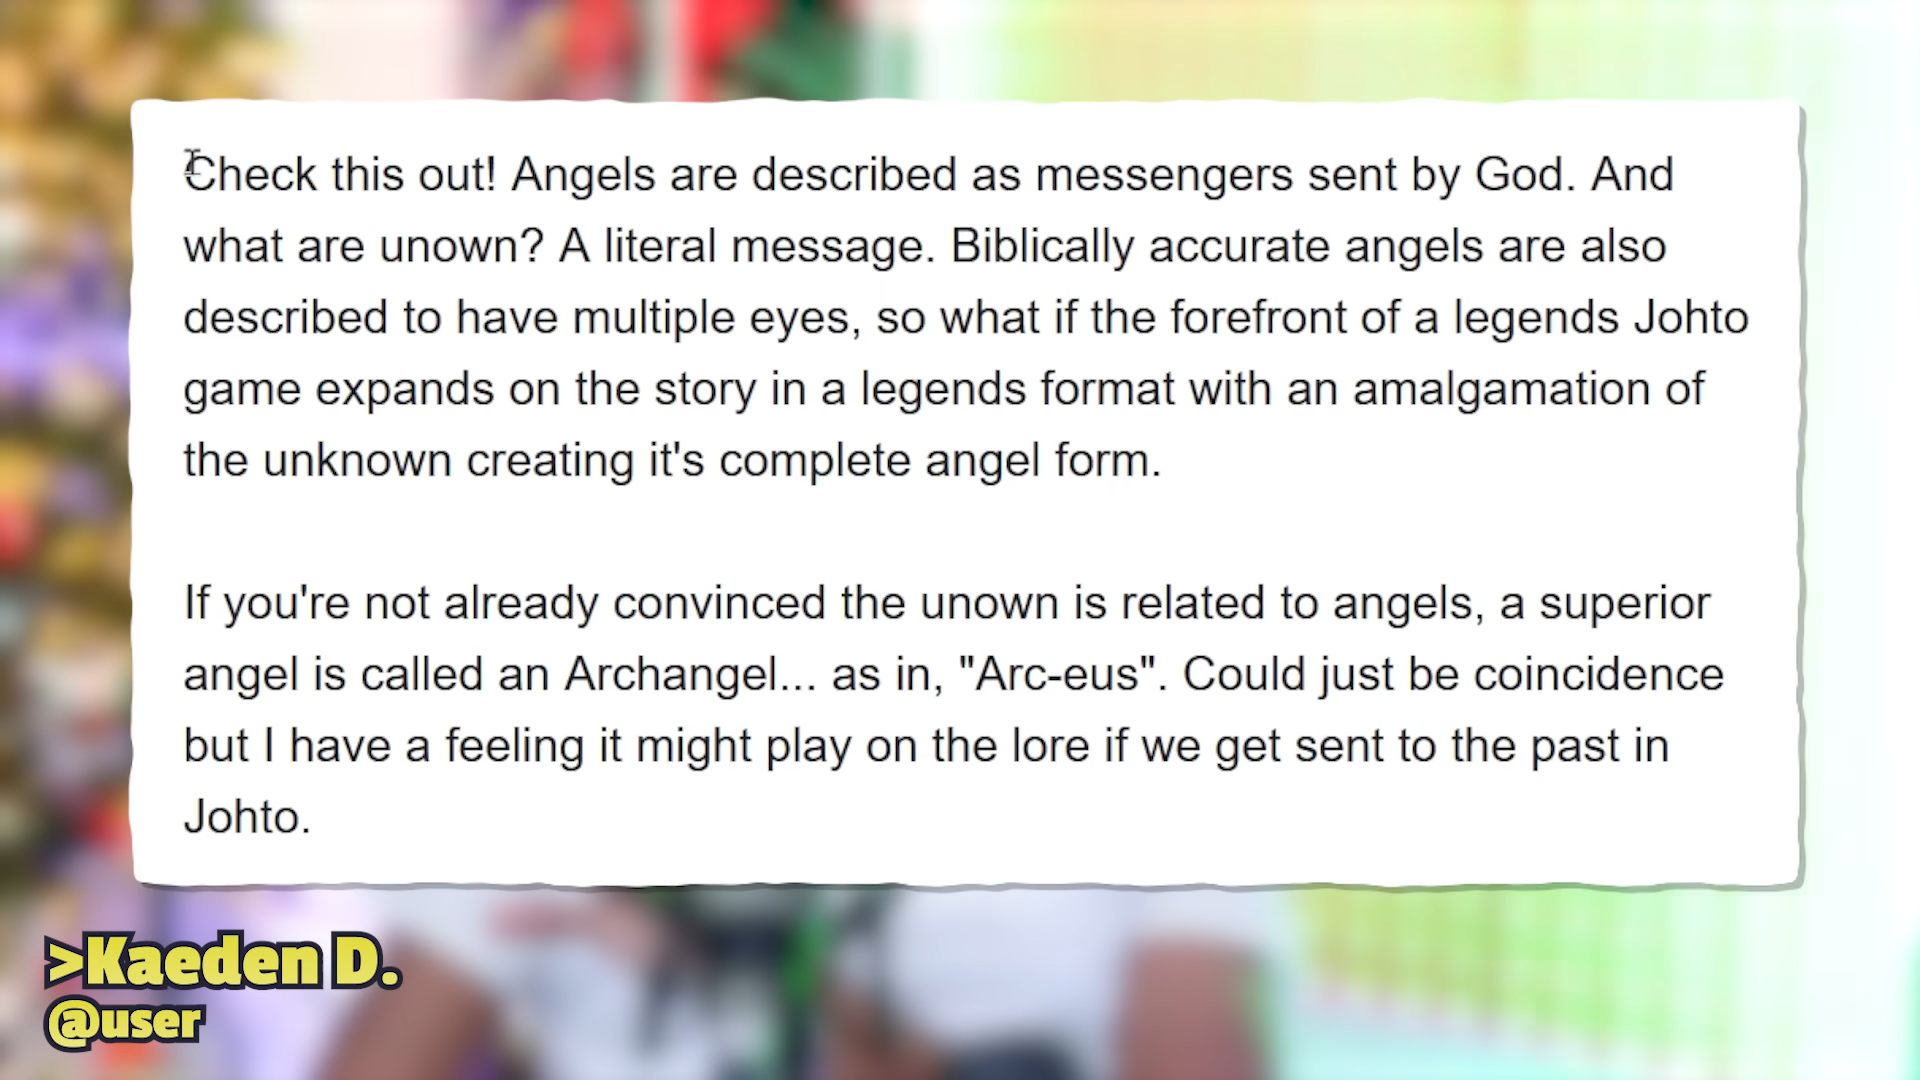 Check this out! Angels are described as messengers sent by God. And
what are unown? A literal message. Biblically accurate angels are also
described to have multiple eyes, so what if the forefront of a legends Johto
game expands on the story in a legends format with an amalgamation of
the unknown creating it's complete angel form.
If you're not already convinced the unown is related to angels, a superior
angel is called an Archangel... as in, "Arc-eus". Could just be coincidence
but I have a feeling it might play on the lore if we get sent to the past in
Johto.
>Kaeden D.
@user